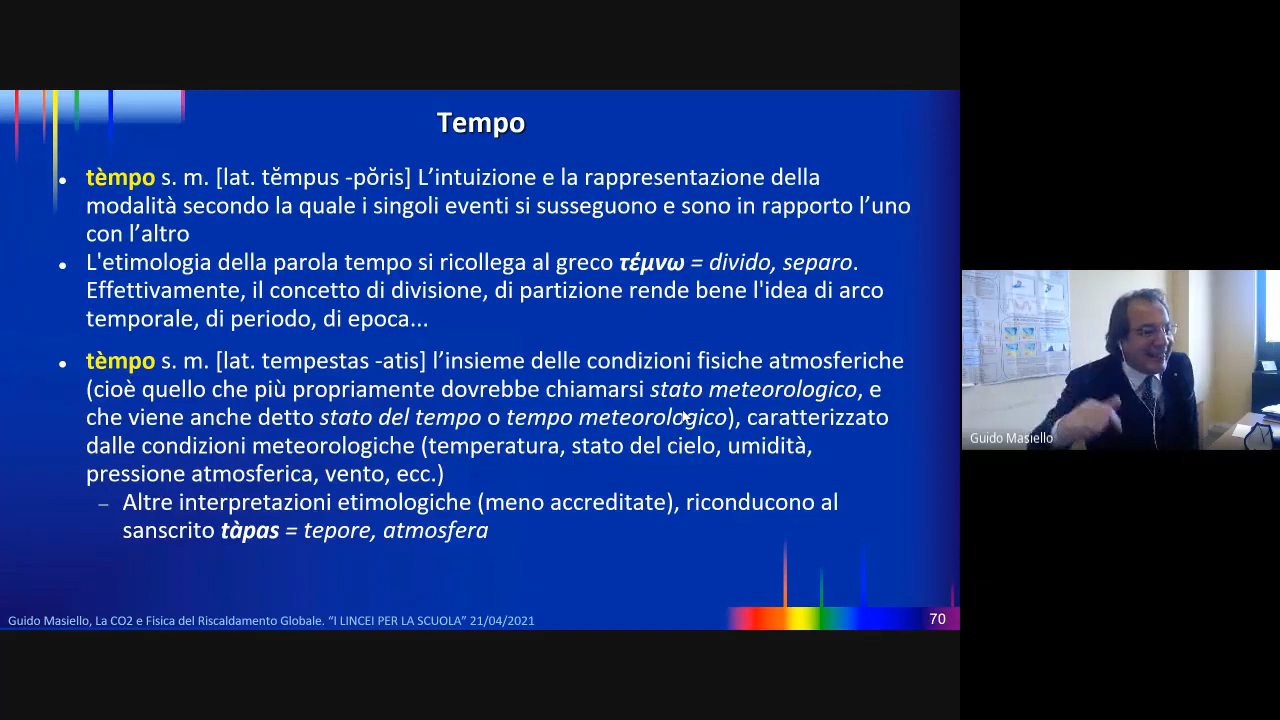 Tempo
tèmpo s. m. [lat. tĕmpus -pŏris] L’intuizione e la rappresentazione della
modalità secondo la quale i singoli eventi si susseguono e sono in rapporto l’uno
con l’altro
L'etimologia della parola tempo si ricollega al greco τέμνω = divido, separo.
Effettivamente, il concetto di divisione, di partizione rende bene l'idea di arco
temporale, di periodo, di epoca...
tèmpo s. m. [lat. tempestas -atis] l’insieme delle condizioni fisiche atmosferiche
(cioè quello che più propriamente dovrebbe chiamarsi stato meteorologico, e
che viene anche detto stato del tempo o tempo meteorologico), caratterizzato
dalle condizioni meteorologiche (temperatura, stato del cielo, umidità,
pressione atmosferica, vento, ecc.)
– Altre interpretazioni etimologiche (meno accreditate), riconducono al
sanscrito tàpas = tepore, atmosfera
Guido Masiello, La CO2 e Fisica del Riscaldamento Globale. “I LINCEI PER LA SCUOLA” 21/04/2021
70
Guido Masiello